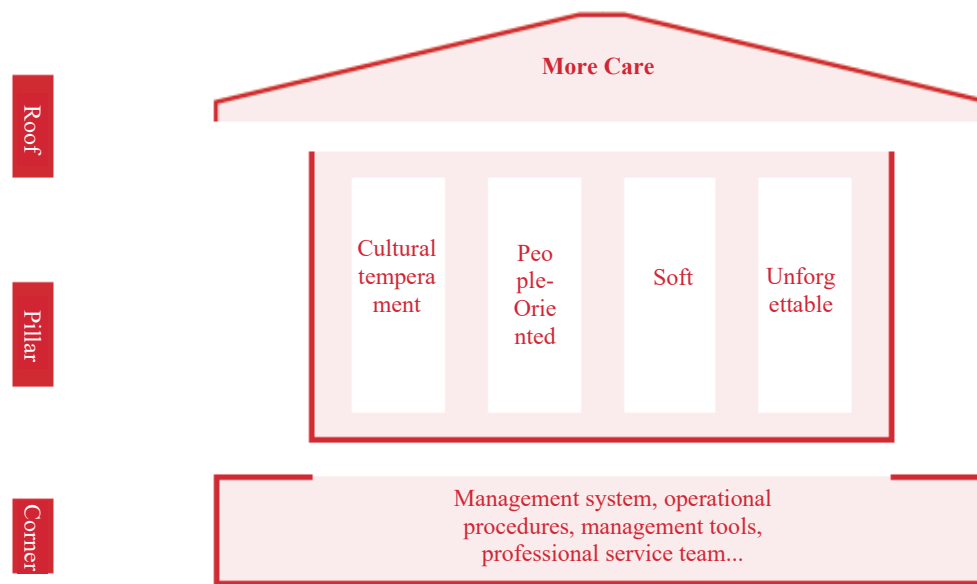 Roof
More Care
Pillar
Cultural
tempera
ment
Peo
ple-
Orie
nted
Soft
Unforg
ettable
Corner
Management system, operational
procedures, management tools,
professional service team...